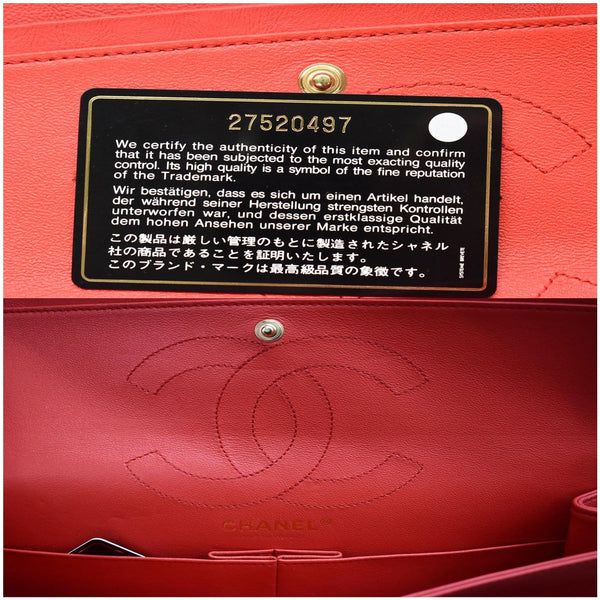 27520497
We certify the authenticity of this item and confirm
that it has been subjected to the most exacting quality
control. Its high quality is a symbol of the fine reputation
of the Trademark.
Wir bestätigen, dass es sich um einen Artikel handelt,
der während seiner Herstellung strengsten Kontrollen
unterworfen war, und dessen erstklassige Qualität
dem hohen Ansehen unserer Marke entspricht.
この製品は厳しい管理のもとに製造されたシャネル
社の商品であることを証明いたします。
このブランド・マークは最高級品質の象徴です。
CHANEL®